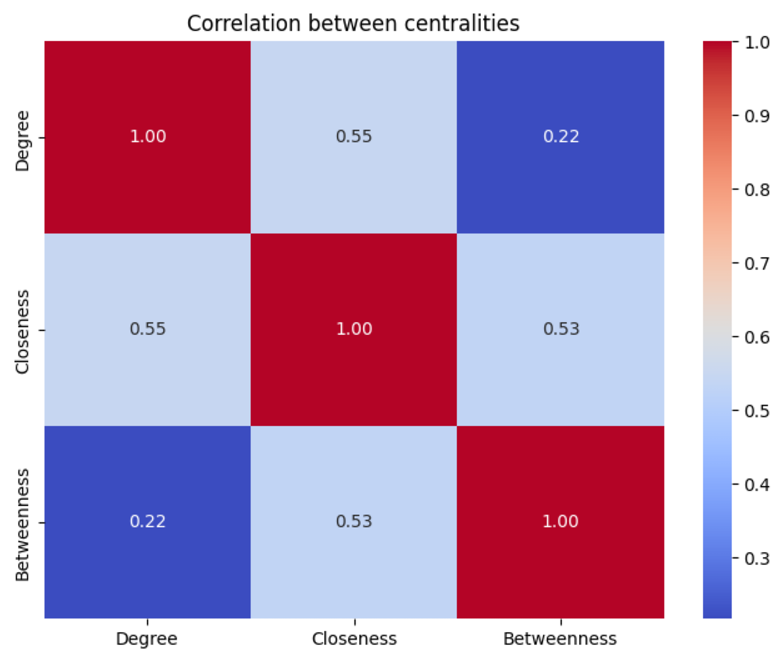 Correlation between centralities
Degree
1.00
0.55
0.22
Closeness
0.55
1.00
0.53
Betweenness
0.22
0.53
1.00
Degree
Closeness
Betweenness
1.0
0.9
0.8
0.7
0.6
0.5
0.4
0.3